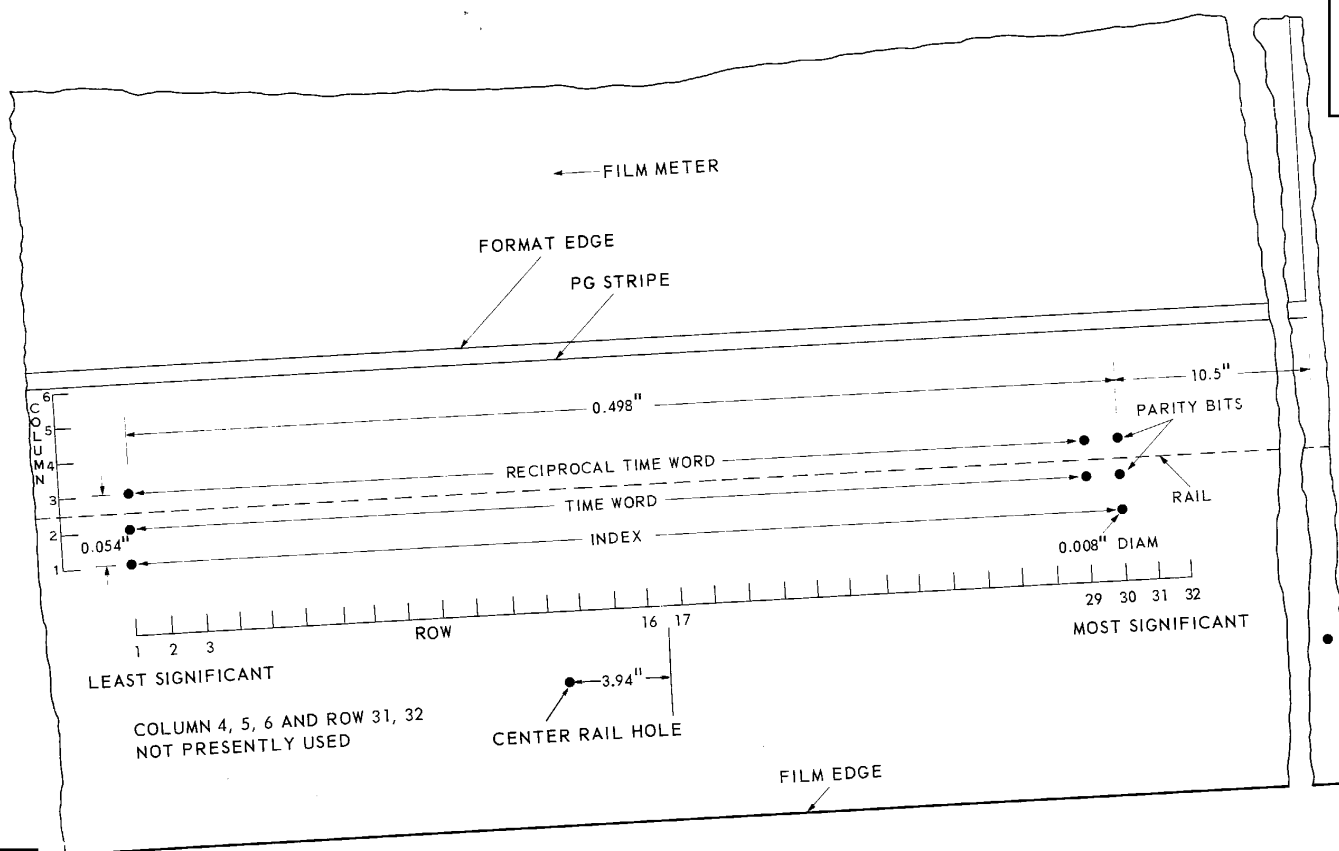 FILM METER
FORMAT EDGE
PG STRIPE
COLUMN
6
5
4
3
2
1
0.498"
10.5"
PARITY BITS
RECIPROCAL TIME WORD
TIME WORD
RAIL
INDEX
0.054"
0.008" DIAM
1 2 3
ROW
16 17
29 30 31 32
LEAST SIGNIFICANT
MOST SIGNIFICANT
3.94"
COLUMN 4, 5, 6 AND ROW 31, 32
NOT PRESENTLY USED
CENTER RAIL HOLE
FILM EDGE